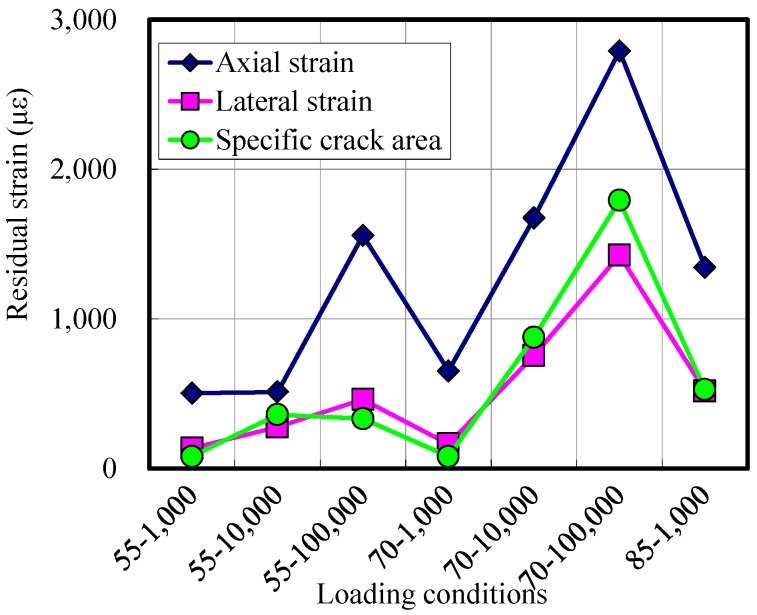 3,000
2,000
1,000
0
Residual strain (με)
Axial strain
Lateral strain
Specific crack area
55-1,000
55-10,000
55-100,000
70-1,000
70-10,000
70-100,000
85-1,000
Loading conditions